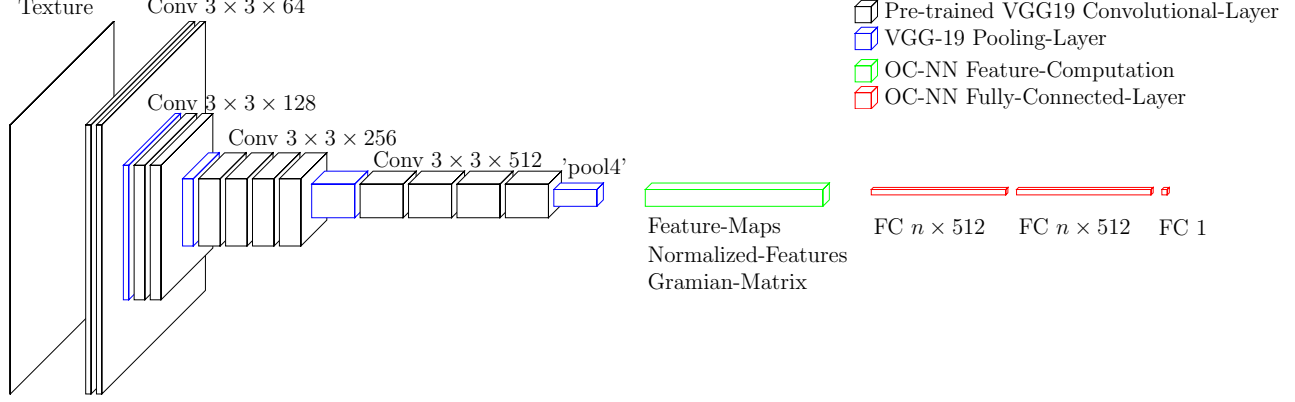 Texture
Conv 3 × 3 × 64
Conv 3 × 3 × 128
Conv 3 × 3 × 256
Conv 3 × 3 × 512
'pool4'
Pre-trained VGG19 Convolutional-Layer
VGG-19 Pooling-Layer
OC-NN Feature-Computation
OC-NN Fully-Connected-Layer
Feature-Maps
Normalized-Features
Gramian-Matrix
FC n × 512
FC n × 512
FC 1